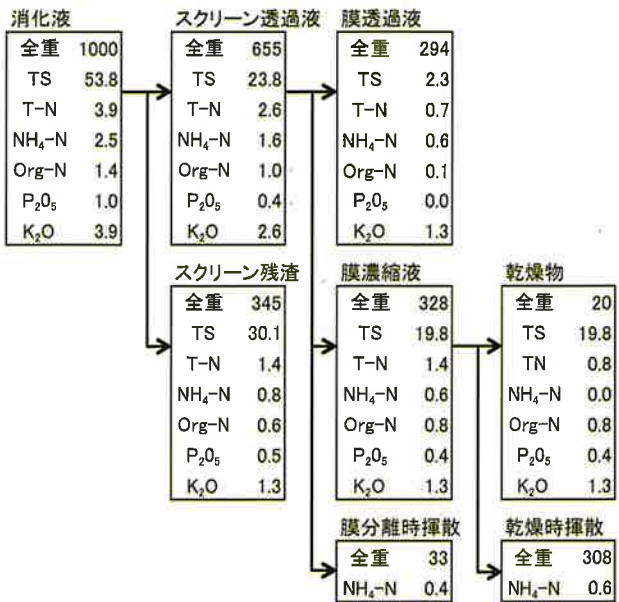 消化液
全重 1000
TS 53.8
T-N 3.9
NH₄-N 2.5
Org-N 1.4
P₂O₅ 1.0
K₂O 3.9
スクリーン透過液
全重 655
TS 23.8
T-N 2.6
NH₄-N 1.6
Org-N 1.0
P₂O₅ 0.4
K₂O 2.6
膜透過液
全重 294
TS 2.3
T-N 0.7
NH₄-N 0.6
Org-N 0.1
P₂O₅ 0.0
K₂O 1.3
スクリーン残渣
全重 345
TS 30.1
T-N 1.4
NH₄-N 0.8
Org-N 0.6
P₂O₅ 0.5
K₂O 1.3
膜濃縮液
全重 328
TS 19.8
T-N 1.4
NH₄-N 0.6
Org-N 0.8
P₂O₅ 0.4
K₂O 1.3
乾燥物
全重 20
TS 19.8
TN 0.8
NH₄-N 0.0
Org-N 0.8
P₂O₅ 0.4
K₂O 1.3
膜分離時揮散
全重 33
NH₄-N 0.4
乾燥時揮散
全重 308
NH₄-N 0.6